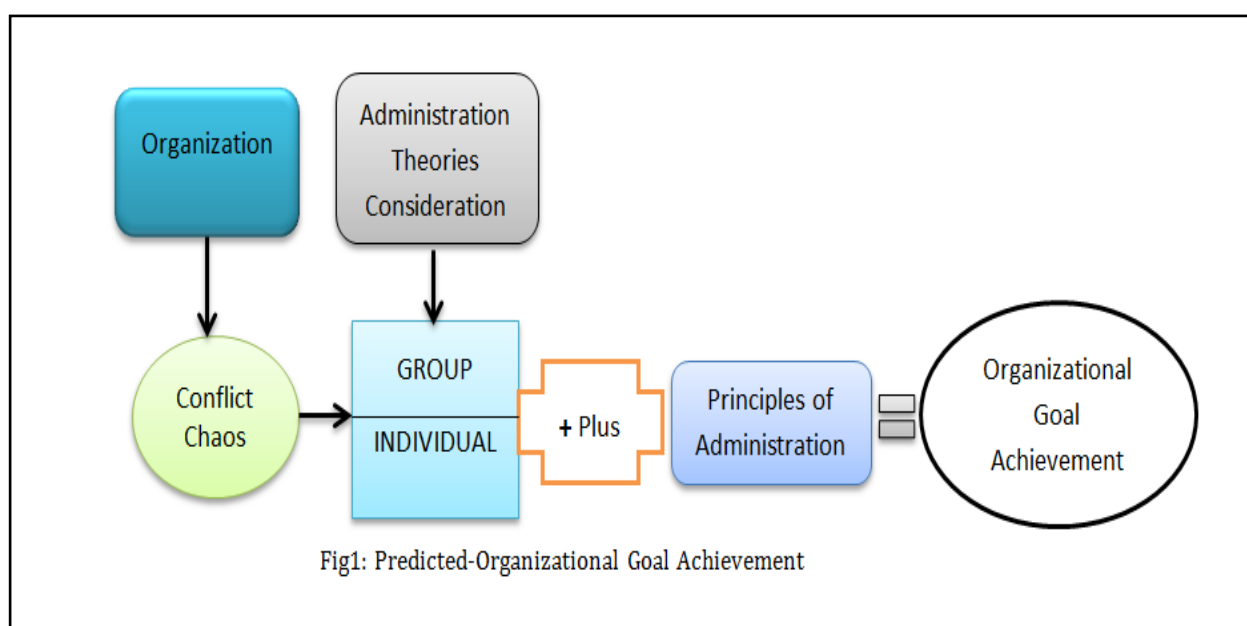 Organization
Administration
Theories
Consideration
Conflict
Chaos
GROUP
INDIVIDUAL
+ Plus
Principles of
Administration
Organizational
Goal
Achievement
Fig1: Predicted-Organizational Goal Achievement